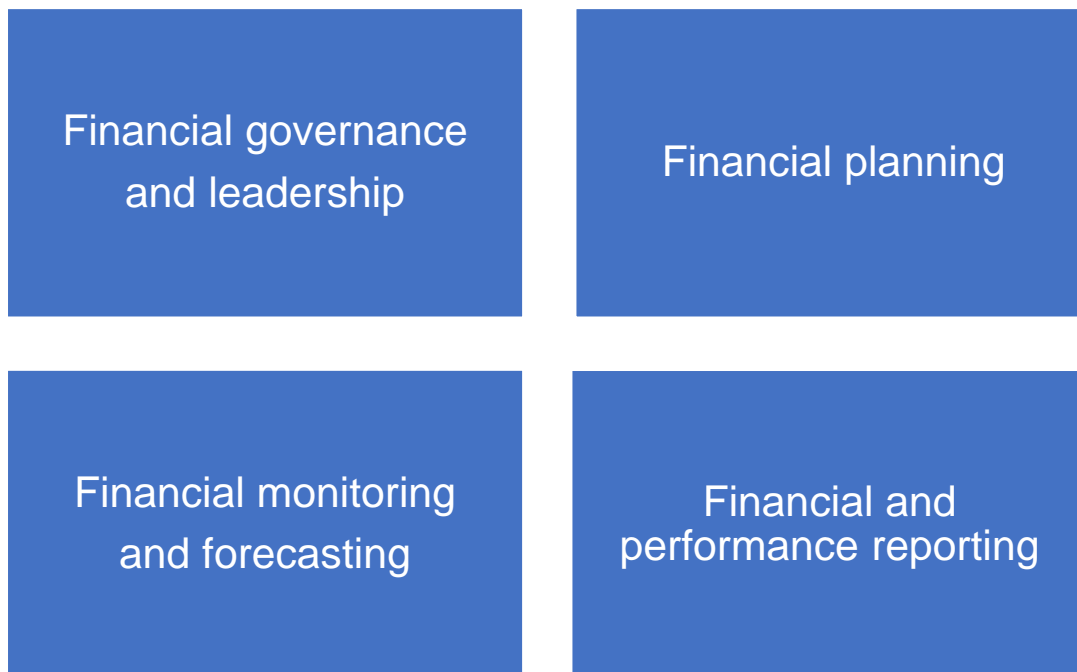 Financial governance
and leadership
Financial planning
Financial monitoring
and forecasting
Financial and
performance reporting